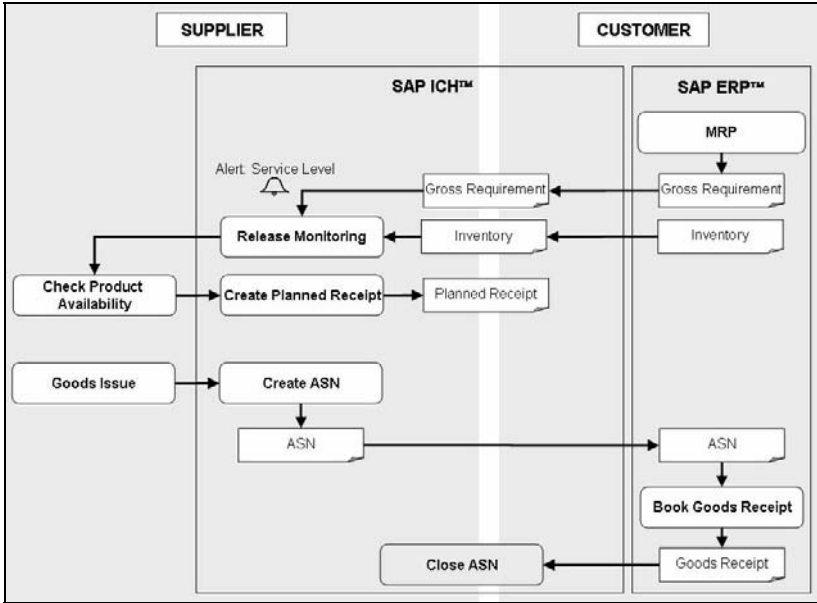 SUPPLIER
CUSTOMER
SAP ICH™
SAP ERP™
MRP
Alert: Service Level
Gross Requirement
Gross Requirement
Release Monitoring
Inventory
Inventory
Check Product
Availability
Create Planned Receipt
Planned Receipt
Goods Issue
Create ASN
ASN
ASN
Book Goods Receipt
Close ASN
Goods Receipt